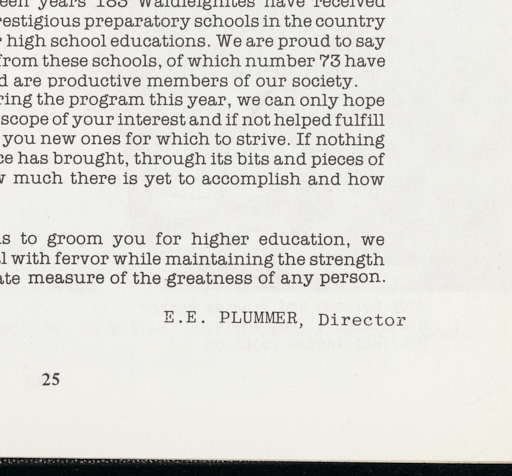 years 183 Waldleighites have received
prestigious preparatory schools in the country
high school educations. We are proud to say
from these schools, of which number 73 have
are productive members of our society.
the program this year, we can only hope
scope of your interest and if not helped fulfill
you new ones for which to strive. If nothing
has brought, through its bits and pieces of
much there is yet to accomplish and how
to groom you for higher education, we
with fervor while maintaining the strength
measure of the greatness of any person.
E.E. PLUMMER, Director
25